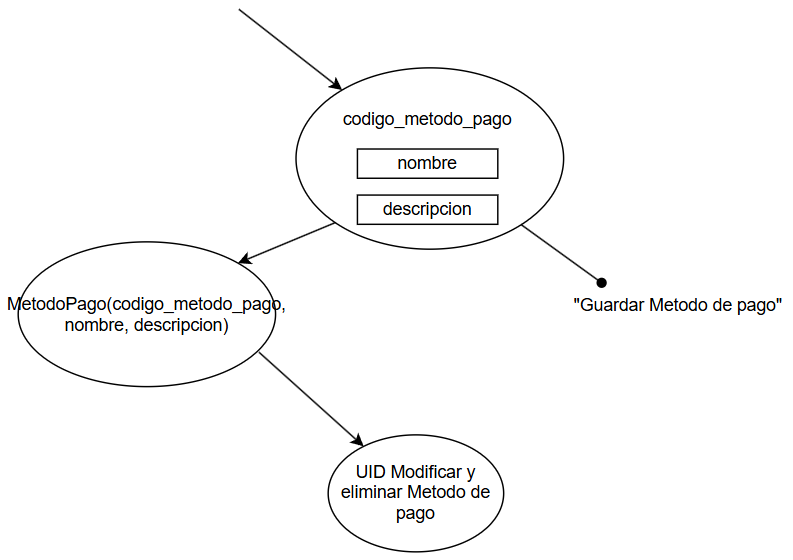 codigo_metodo_pago
nombre
descripcion
MetodoPago(codigo_metodo_pago,
nombre, descripcion)
"Guardar Metodo de pago"
UID Modificar y
eliminar Metodo de
pago